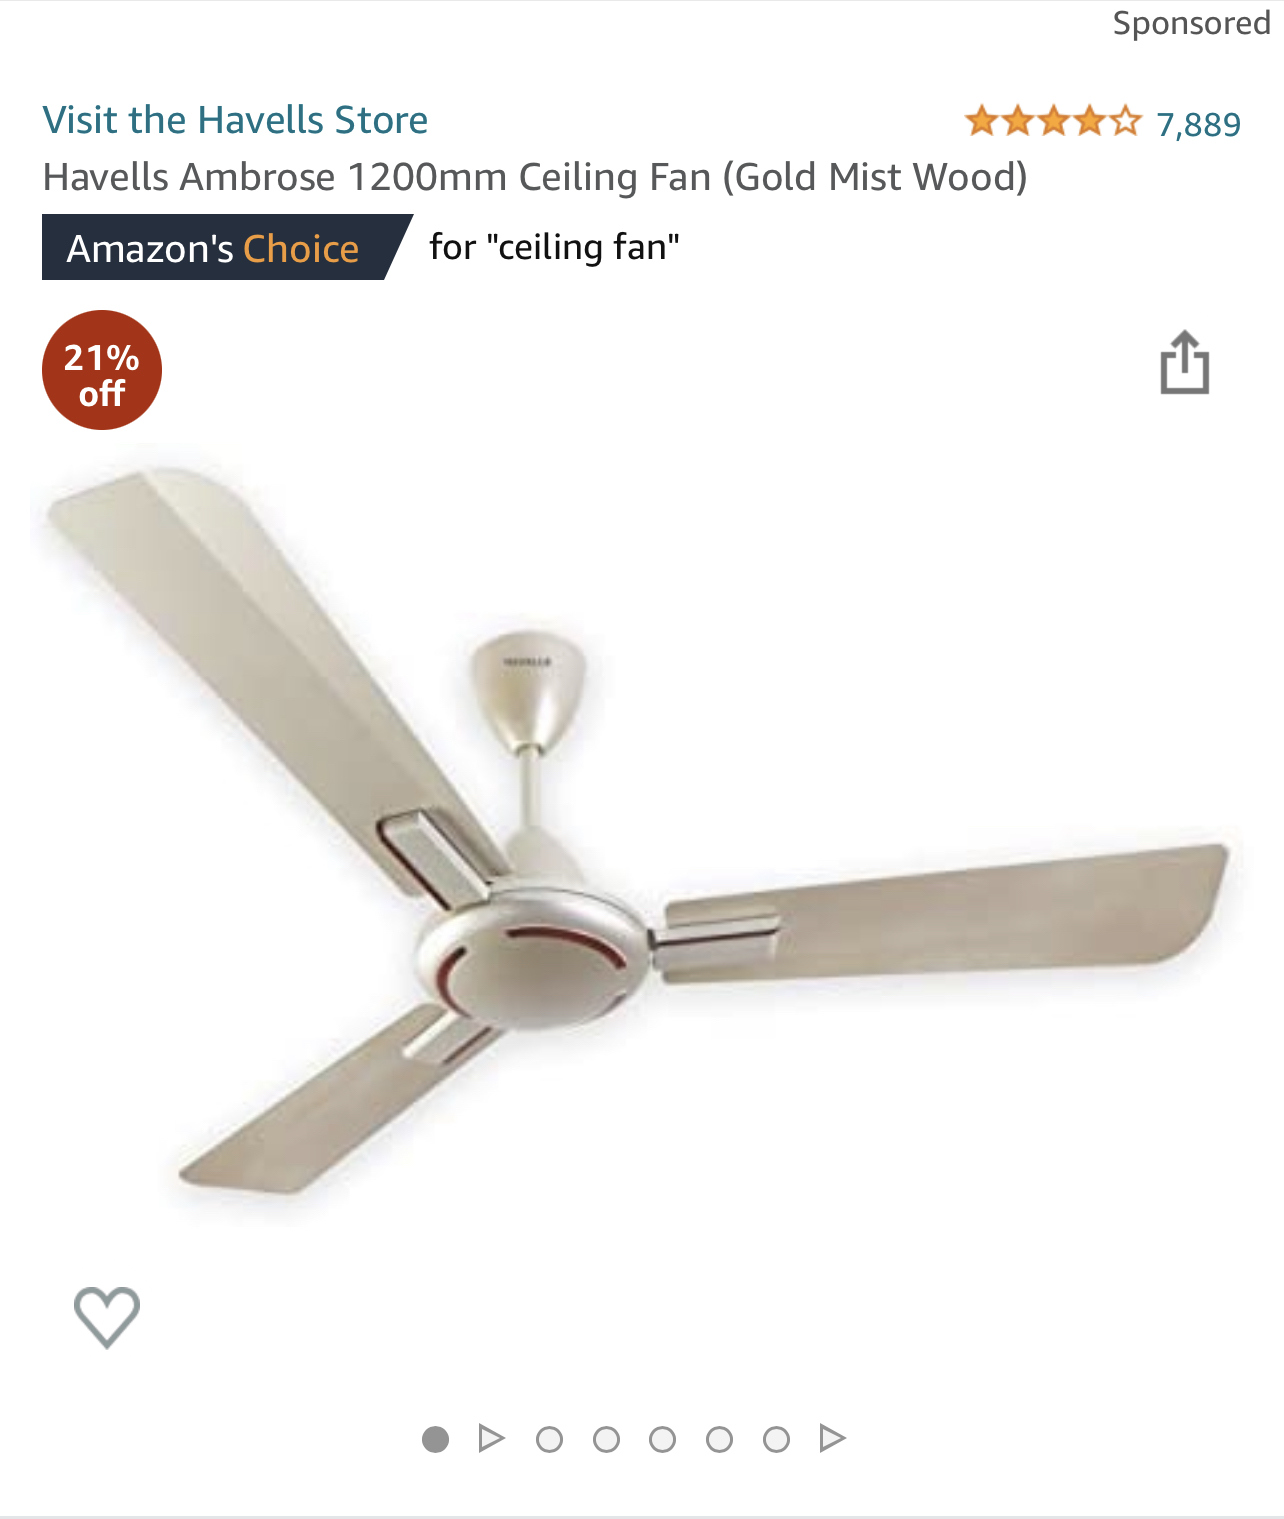 Sponsored
Visit the Havells Store 7,889
Havells Ambrose 1200mm Ceiling Fan (Gold Mist Wood)
Amazon's Choice for "ceiling fan"
21%
off
HAVELLS